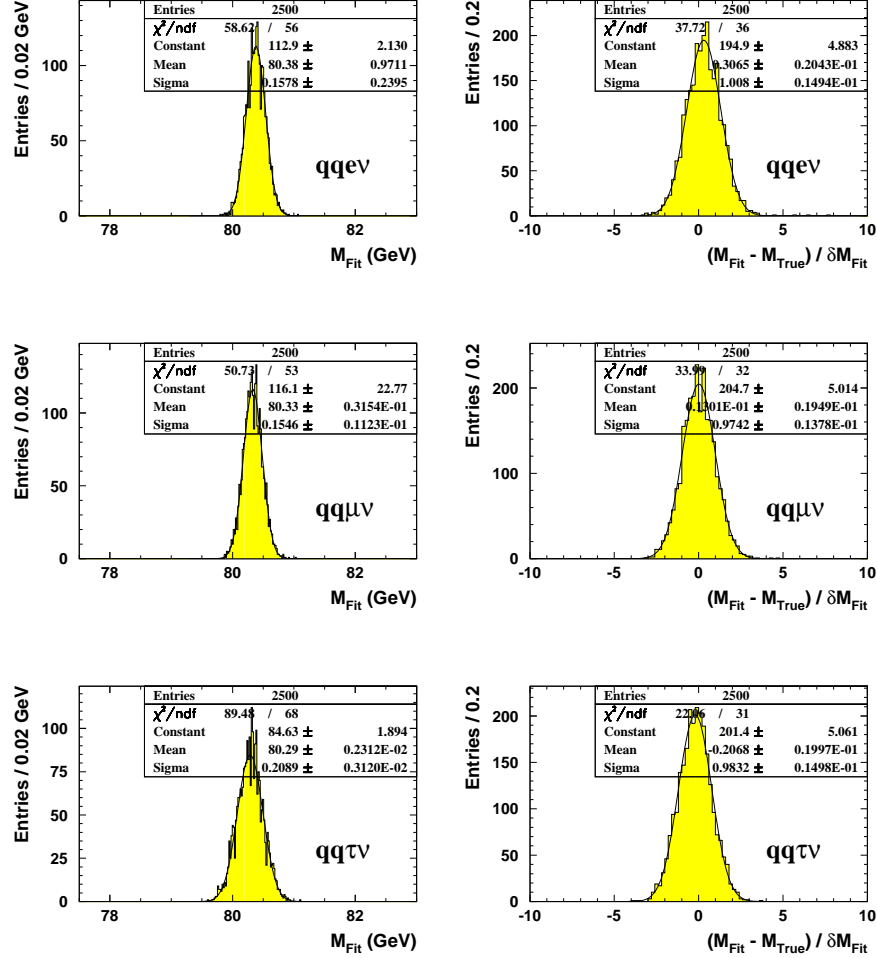 Entries 2500
χ²/ndf 58.62 / 56
Constant 112.9 ± 2.130
Mean 80.38 ± 0.9711
Sigma 0.1578 ± 0.2395
Entries / 0.02 GeV
100
50
0
qqeν
78 80 82
M_Fit (GeV)
Entries 2500
χ²/ndf 37.72 / 36
Constant 194.9 ± 4.883
Mean 0.3065 ± 0.2043E-01
Sigma 1.008 ± 0.1494E-01
Entries / 0.2
200
150
100
50
0
qqeν
-10 -5 0 5 10
(M_Fit - M_True) / δM_Fit
Entries 2500
χ²/ndf 50.73 / 53
Constant 116.1 ± 22.77
Mean 80.33 ± 0.3154E-01
Sigma 0.1546 ± 0.1123E-01
Entries / 0.02 GeV
100
50
0
qqμν
78 80 82
M_Fit (GeV)
Entries 2500
χ²/ndf / 32
Constant 204.7 ± 5.014
Mean 0.1301E-01 ± 0.1949E-01
Sigma 0.9742 ± 0.1378E-01
Entries / 0.2
200
100
0
qqμν
-10 -5 0 5 10
(M_Fit - M_True) / δM_Fit
Entries 2500
χ²/ndf 89.48 / 68
Constant 84.63 ± 1.894
Mean 80.29 ± 0.2312E-02
Sigma 0.2089 ± 0.3120E-02
Entries / 0.02 GeV
100
75
50
25
0
qqτν
78 80 82
M_Fit (GeV)
Entries 2500
χ²/ndf / 31
Constant 201.4 ± 5.061
Mean -0.2068 ± 0.1997E-01
Sigma 0.9832 ± 0.1498E-01
Entries / 0.2
200
150
100
50
0
qqτν
-10 -5 0 5 10
(M_Fit - M_True) / δM_Fit